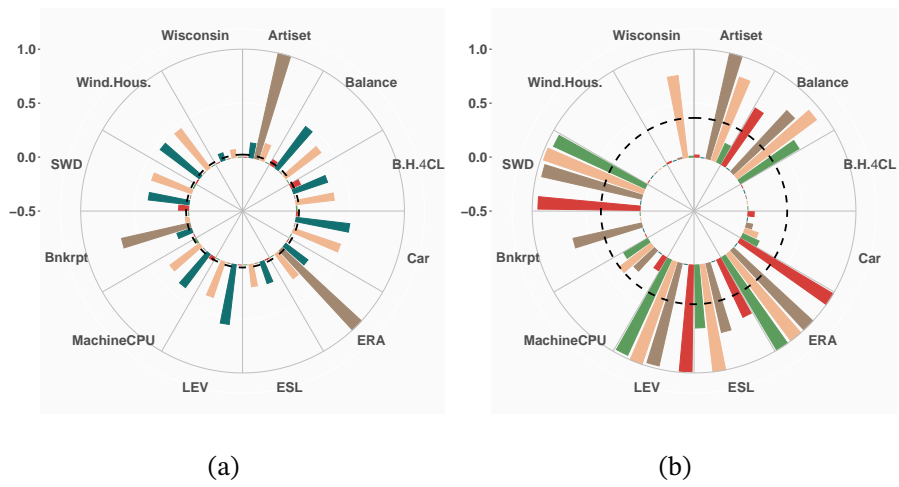 1.0
0.5
0.0
−0.5
Wisconsin
Artiset
Wind.Hous.
Balance
SWD
B.H.4CL
Bnkrpt
Car
MachineCPU
ERA
LEV
ESL
(a)
1.0
0.5
0.0
−0.5
Wisconsin
Artiset
Wind.Hous.
Balance
SWD
B.H.4CL
Bnkrpt
Car
MachineCPU
ERA
LEV
ESL
(b)